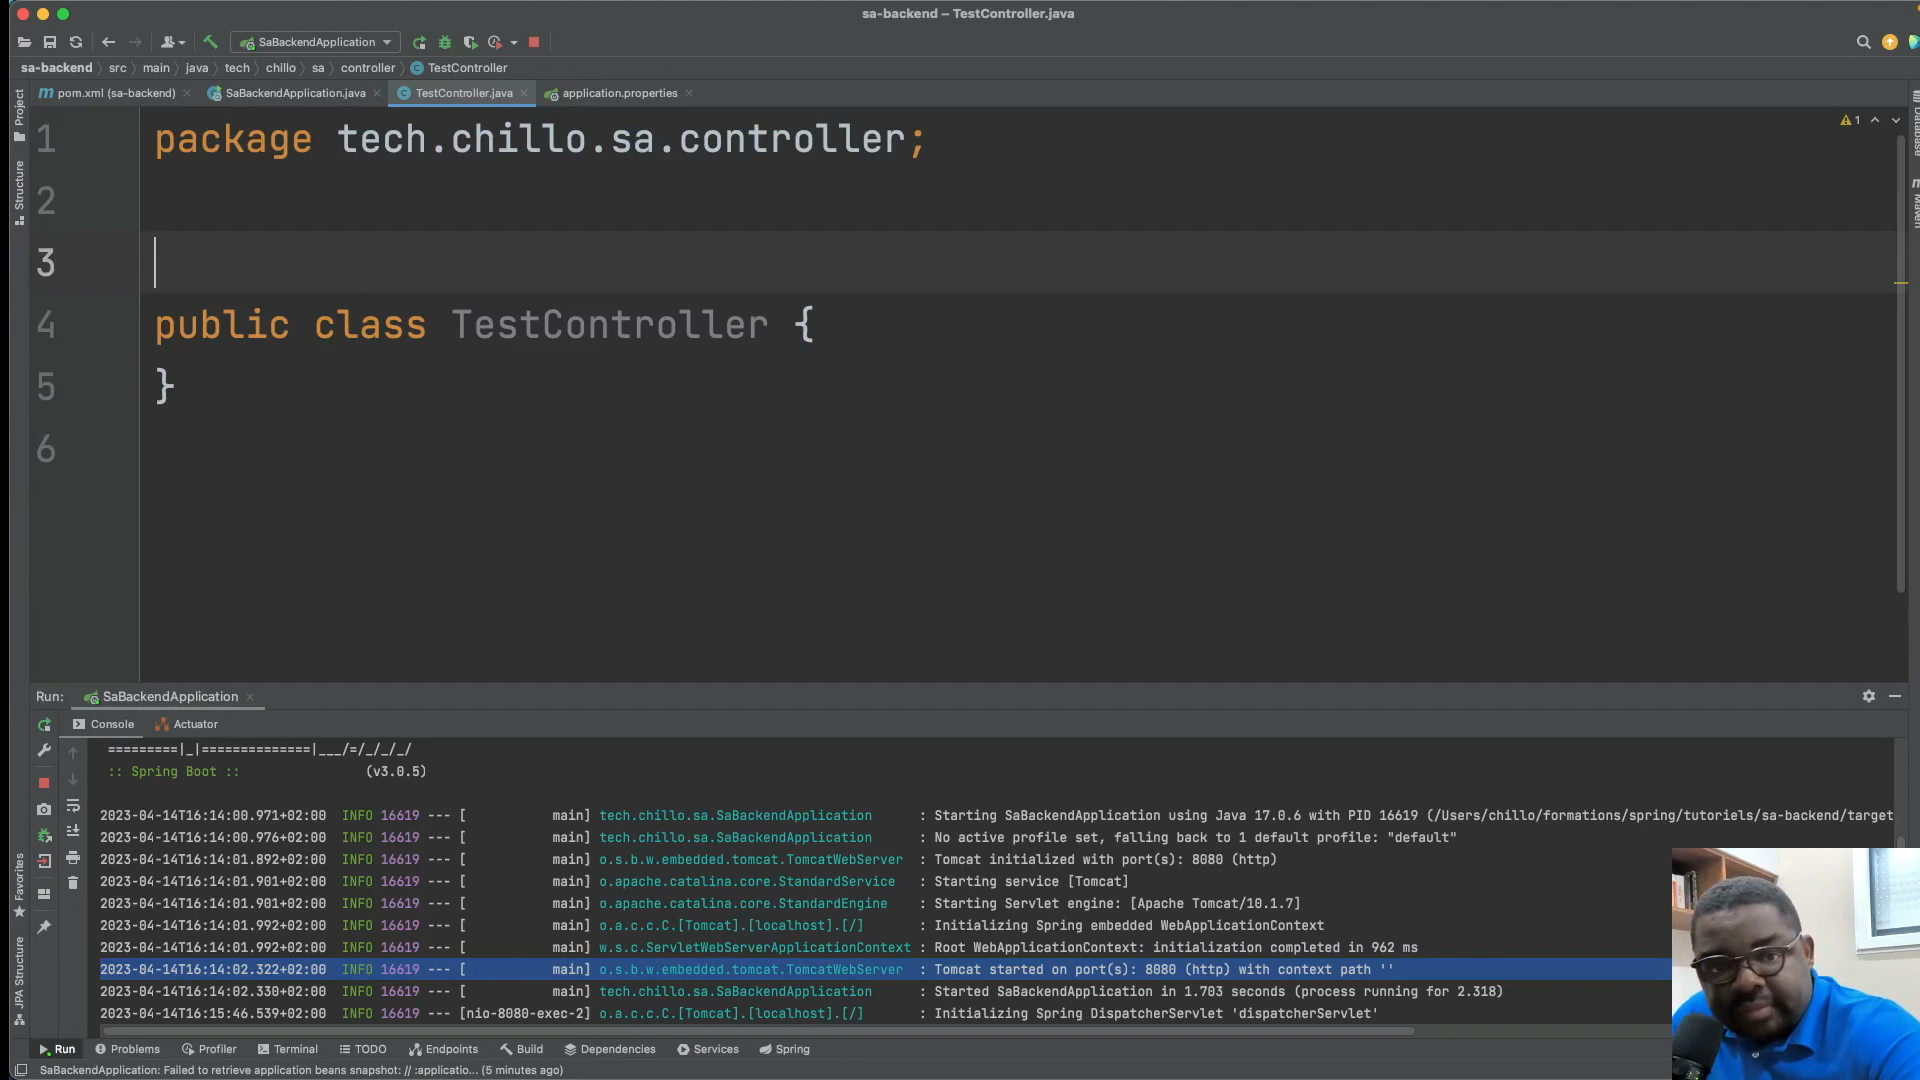 sa-backend – TestController.java
SaBackendApplication
sa-backend src main java tech chillo sa controller TestController
pom.xml (sa-backend) SaBackendApplication.java TestController.java application.properties
Project
Structure
Database
Maven
1 package tech.chillo.sa.controller;
1
2
3
4 public class TestController {
5 }
6
Run: SaBackendApplication
Console Actuator
=========|_|==============|___/=/_/_/_/
:: Spring Boot :: (v3.0.5)
2023-04-14T16:14:00.971+02:00 INFO 16619 --- [ main] tech.chillo.sa.SaBackendApplication : Starting SaBackendApplication using Java 17.0.6 with PID 16619 (/Users/chillo/formations/spring/tutoriels/sa-backend/target
2023-04-14T16:14:00.976+02:00 INFO 16619 --- [ main] tech.chillo.sa.SaBackendApplication : No active profile set, falling back to 1 default profile: "default"
2023-04-14T16:14:01.892+02:00 INFO 16619 --- [ main] o.s.b.w.embedded.tomcat.TomcatWebServer : Tomcat initialized with port(s): 8080 (http)
2023-04-14T16:14:01.901+02:00 INFO 16619 --- [ main] o.apache.catalina.core.StandardService : Starting service [Tomcat]
2023-04-14T16:14:01.901+02:00 INFO 16619 --- [ main] o.apache.catalina.core.StandardEngine : Starting Servlet engine: [Apache Tomcat/10.1.7]
2023-04-14T16:14:01.992+02:00 INFO 16619 --- [ main] o.a.c.c.C.[Tomcat].[localhost].[/] : Initializing Spring embedded WebApplicationContext
2023-04-14T16:14:01.992+02:00 INFO 16619 --- [ main] w.s.c.ServletWebServerApplicationContext : Root WebApplicationContext: initialization completed in 962 ms
2023-04-14T16:14:02.322+02:00 INFO 16619 --- [ main] o.s.b.w.embedded.tomcat.TomcatWebServer : Tomcat started on port(s): 8080 (http) with context path ''
2023-04-14T16:14:02.330+02:00 INFO 16619 --- [ main] tech.chillo.sa.SaBackendApplication : Started SaBackendApplication in 1.703 seconds (process running for 2.318)
2023-04-14T16:15:46.539+02:00 INFO 16619 --- [nio-8080-exec-2] o.a.c.c.C.[Tomcat].[localhost].[/] : Initializing Spring DispatcherServlet 'dispatcherServlet'
Favorites
JPA Structure
Run Problems Profiler Terminal TODO Endpoints Build Dependencies Services Spring
SaBackendApplication: Failed to retrieve application beans snapshot: // :applicatio... (5 minutes ago)